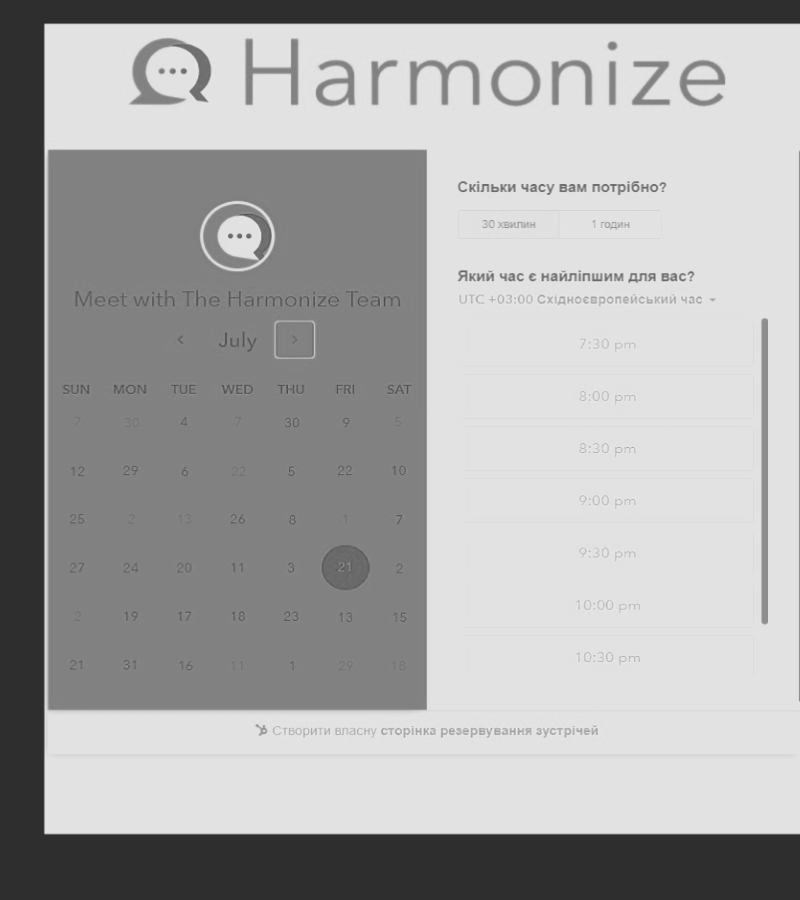 Harmonize
Meet with The Harmonize Team
July
SUN MON TUE WED THU FRI SAT
7 30 4 7 30 9 5
12 29 6 22 5 22 10
25 2 13 26 8 1 7
27 24 20 11 3 21 2
2 19 17 18 23 13 15
21 31 16 11 1 29 18
Скільки часу вам потрібно?
30 хвилин 1 годин
Який час є найліпшим для вас?
UTC +03:00 Східноєвропейський час
7:30 pm
8:00 pm
8:30 pm
9:00 pm
9:30 pm
10:00 pm
10:30 pm
Створити власну сторінка резервування зустрічей